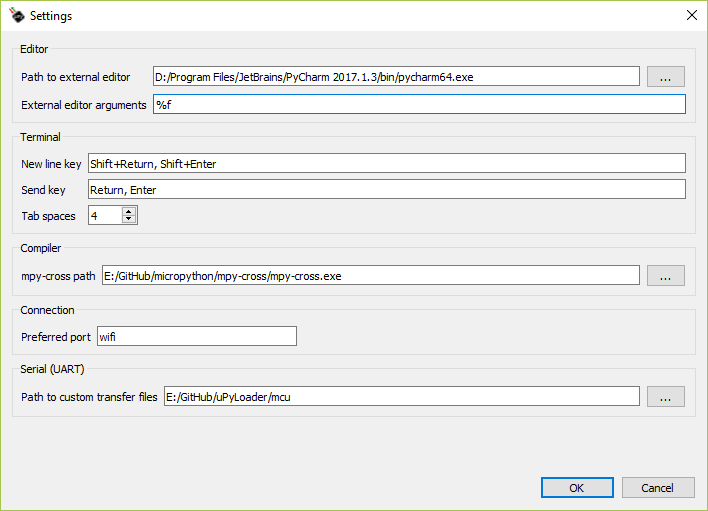 Settings
Editor
Path to external editor D:/Program Files/JetBrains/PyCharm 2017.1.3/bin/pycharm64.exe ...
External editor arguments %f
Terminal
New line key Shift+Return, Shift+Enter
Send key Return, Enter
Tab spaces 4
Compiler
mpy-cross path E:/GitHub/micropython/mpy-cross/mpy-cross.exe ...
Connection
Preferred port wifi
Serial (UART)
Path to custom transfer files E:/GitHub/uPyLoader/mcu ...
OK Cancel